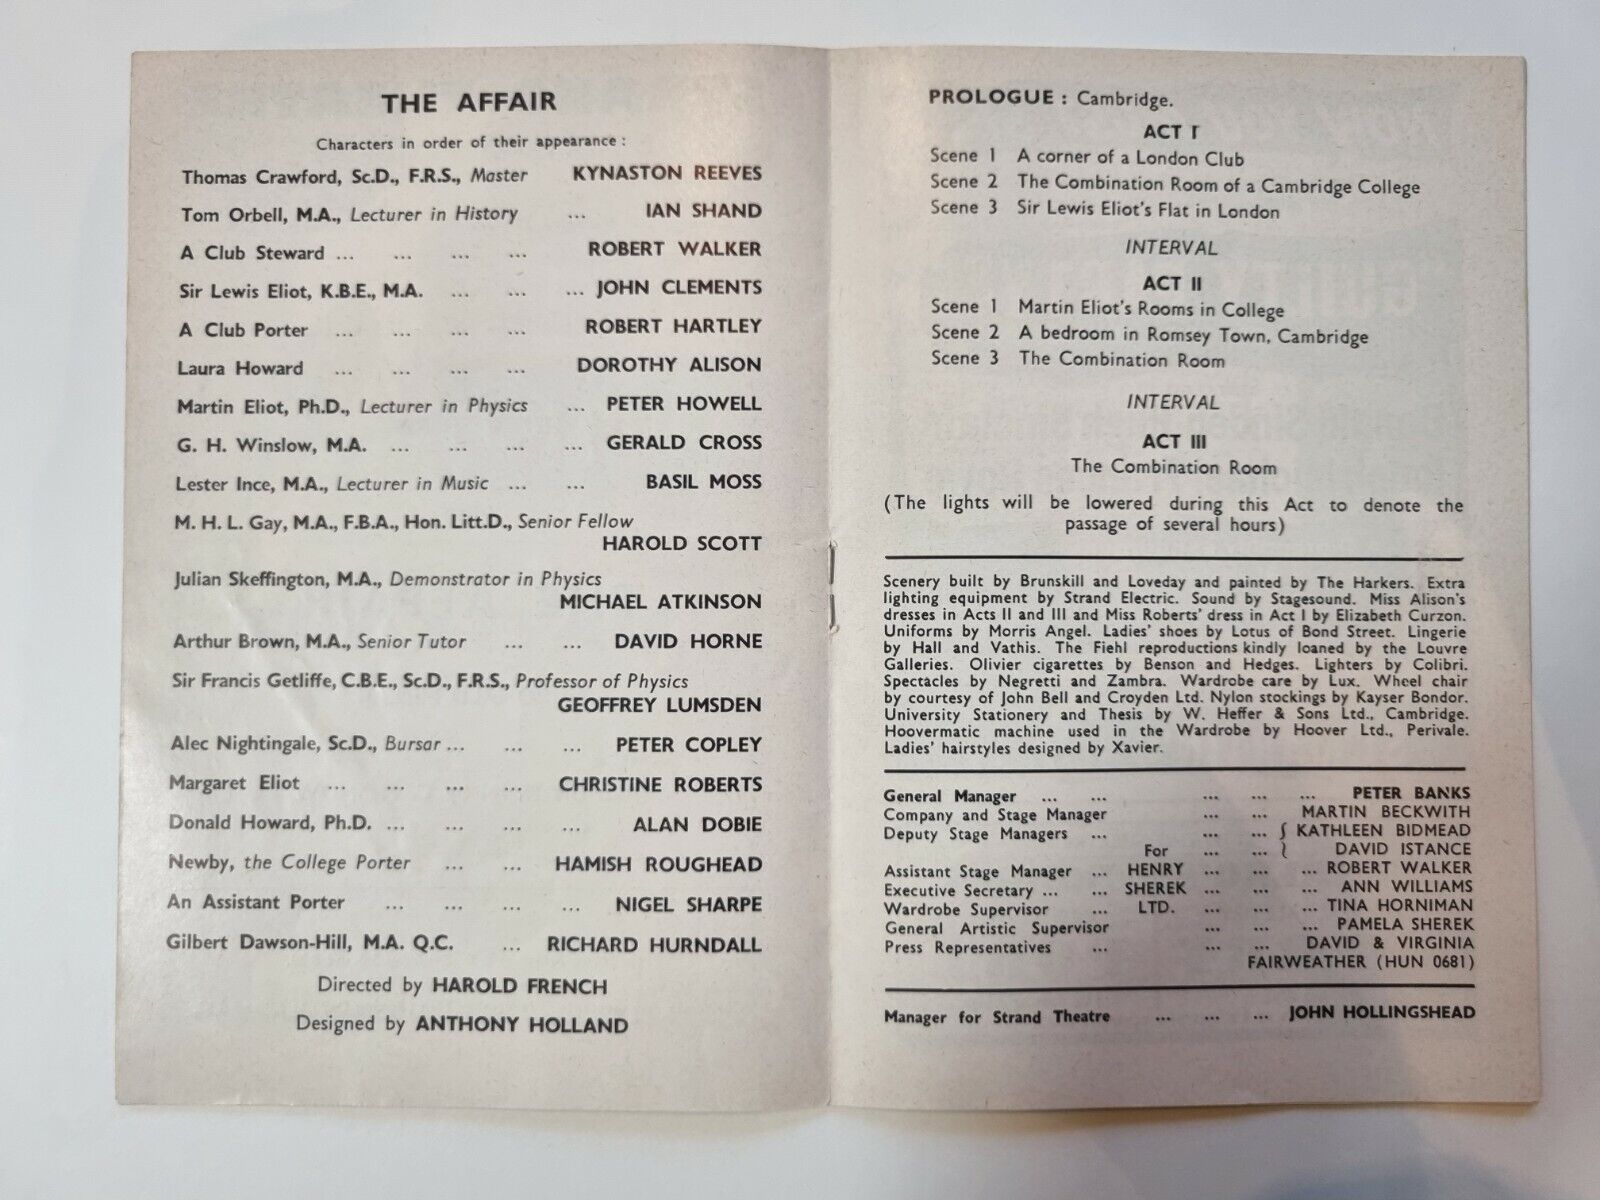 THE AFFAIR
Characters in order of their appearance :
Thomas Crawford, Sc.D., F.R.S., Master KYNASTON REEVES
Tom Orbell, M.A., Lecturer in History ... IAN SHAND
A Club Steward ... ... ... ... ROBERT WALKER
Sir Lewis Eliot, K.B.E., M.A. ... ... ... JOHN CLEMENTS
A Club Porter ... ... ... ... ROBERT HARTLEY
Laura Howard ... ... ... ... DOROTHY ALISON
Martin Eliot, Ph.D., Lecturer in Physics ... PETER HOWELL
G. H. Winslow, M.A. ... ... ... ... GERALD CROSS
Lester Ince, M.A., Lecturer in Music ... ... BASIL MOSS
M. H. L. Gay, M.A., F.B.A., Hon. Litt.D., Senior Fellow
HAROLD SCOTT
Julian Skeffington, M.A., Demonstrator in Physics
MICHAEL ATKINSON
Arthur Brown, M.A., Senior Tutor ... ... DAVID HORNE
Sir Francis Getliffe, C.B.E., Sc.D., F.R.S., Professor of Physics
GEOFFREY LUMSDEN
Alec Nightingale, Sc.D., Bursar ... ... ... PETER COPLEY
Margaret Eliot ... ... ... ... CHRISTINE ROBERTS
Donald Howard, Ph.D. ... ... ... ... ALAN DOBIE
Newby, the College Porter ... ... HAMISH ROUGHEAD
An Assistant Porter ... ... ... ... NIGEL SHARPE
Gilbert Dawson-Hill, M.A. Q.C. ... RICHARD HURNDALL
Directed by HAROLD FRENCH
Designed by ANTHONY HOLLAND
PROLOGUE : Cambridge.
ACT I
Scene 1 A corner of a London Club
Scene 2 The Combination Room of a Cambridge College
Scene 3 Sir Lewis Eliot's Flat in London
INTERVAL
ACT II
Scene 1 Martin Eliot's Rooms in College
Scene 2 A bedroom in Romsey Town, Cambridge
Scene 3 The Combination Room
INTERVAL
ACT III
The Combination Room
(The lights will be lowered during this Act to denote the
passage of several hours)
Scenery built by Brunskill and Loveday and painted by The Harkers. Extra
lighting equipment by Strand Electric. Sound by Stagesound. Miss Alison's
dresses in Acts II and III and Miss Roberts' dress in Act I by Elizabeth Curzon.
Uniforms by Morris Angel. Ladies' shoes by Lotus of Bond Street. Lingerie
by Hall and Vathis. The Fiehl reproductions kindly loaned by the Louvre
Galleries. Olivier cigarettes by Benson and Hedges. Lighters by Colibri.
Spectacles by Negretti and Zambra. Wardrobe care by Lux. Wheel chair
by courtesy of John Bell and Croyden Ltd. Nylon stockings by Kayser Bondor.
University Stationery and Thesis by W. Heffer & Sons Ltd., Cambridge.
Hoovermatic machine used in the Wardrobe by Hoover Ltd., Perivale.
Ladies' hairstyles designed by Xavier.
General Manager ... ... ... ... ... PETER BANKS
Company and Stage Manager ... ... MARTIN BECKWITH
Deputy Stage Managers ... ... ... { KATHLEEN BIDMEAD
For ... ... DAVID ISTANCE
Assistant Stage Manager ... HENRY ... ... ... ROBERT WALKER
Executive Secretary ... ... SHEREK ... ... ... ANN WILLIAMS
Wardrobe Supervisor ... LTD. ... ... ... TINA HORNIMAN
General Artistic Supervisor ... ... ... PAMELA SHEREK
Press Representatives ... ... ... DAVID & VIRGINIA
FAIRWEATHER (HUN 0681)
Manager for Strand Theatre ... ... ... JOHN HOLLINGSHEAD